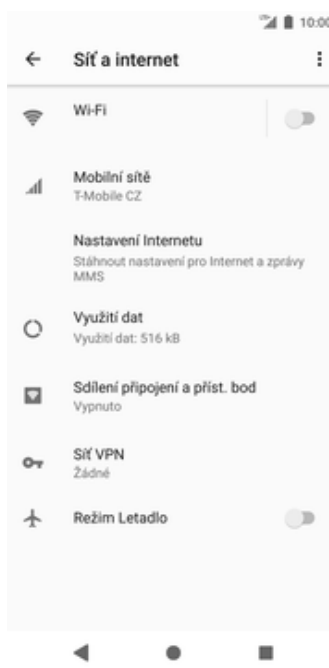 10:00
Síť a internet
Wi-Fi
Mobilní sítě
T-Mobile CZ
Nastavení Internetu
Stáhnout nastavení pro Internet a zprávy
MMS
Využití dat
Využití dat: 516 kB
Sdílení připojení a příst. bod
Vypnuto
Síť VPN
Žádné
Režim Letadlo